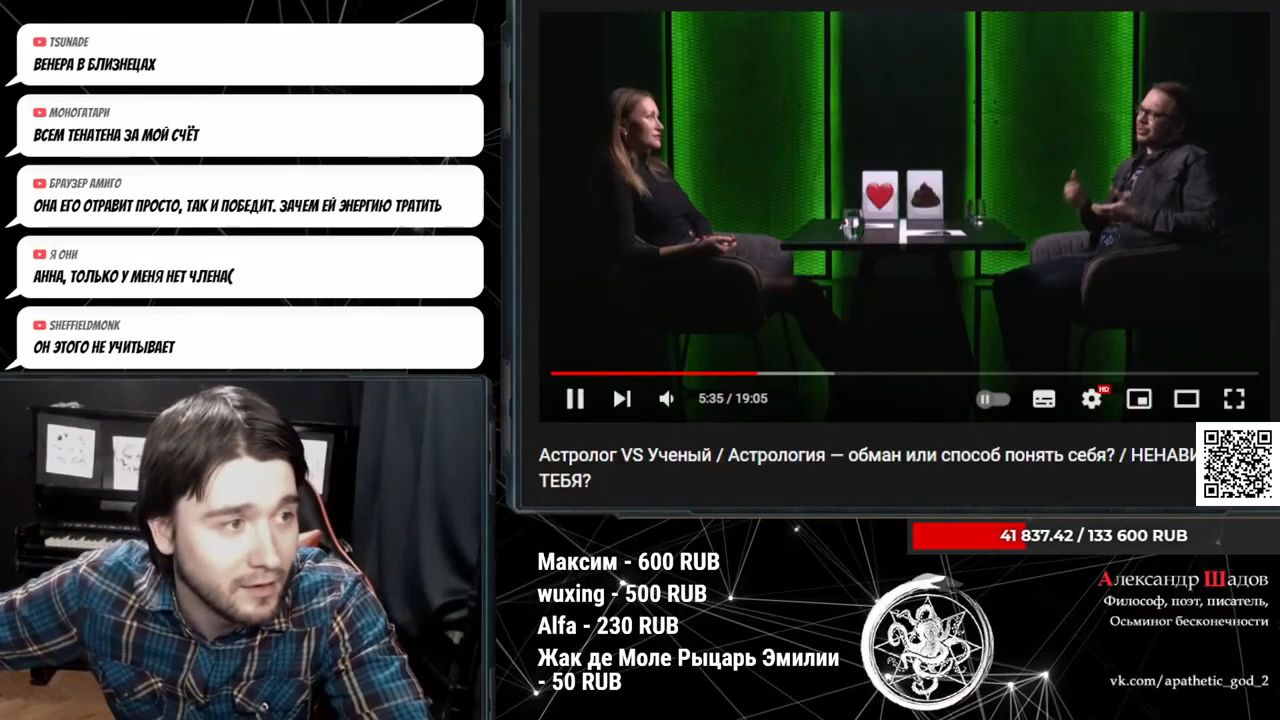 TSUNADE
ВЕНЕРА В БЛИЗНЕЦАХ
МОНОГАТАРИ
ВСЕМ ТЕНАТЕНА ЗА МОЙ СЧЁТ
БРАУЗЕР АМИГО
ОНА ЕГО ОТРАВИТ ПРОСТО, ТАК И ПОБЕДИТ. ЗАЧЕМ ЕЙ ЭНЕРГИЮ ТРАТИТЬ
Я ОНИ
АННА, ТОЛЬКО У МЕНЯ НЕТ ЧЛЕНА(
SHEFFIELDMONK
ОН ЭТОГО НЕ УЧИТЫВАЕТ
5:35 / 19:05
HD
Астролог VS Ученый / Астрология — обман или способ понять себя? / НЕНАВИ
ТЕБЯ?
41 837.42 / 133 600 RUB
Максим - 600 RUB
wuxing - 500 RUB
Alfa - 230 RUB
Жак де Моле Рыцарь Эмилии
- 50 RUB
Александр Шадов
Философ, поэт, писатель,
Осьминог бесконечности
vk.com/apathetic_god_2